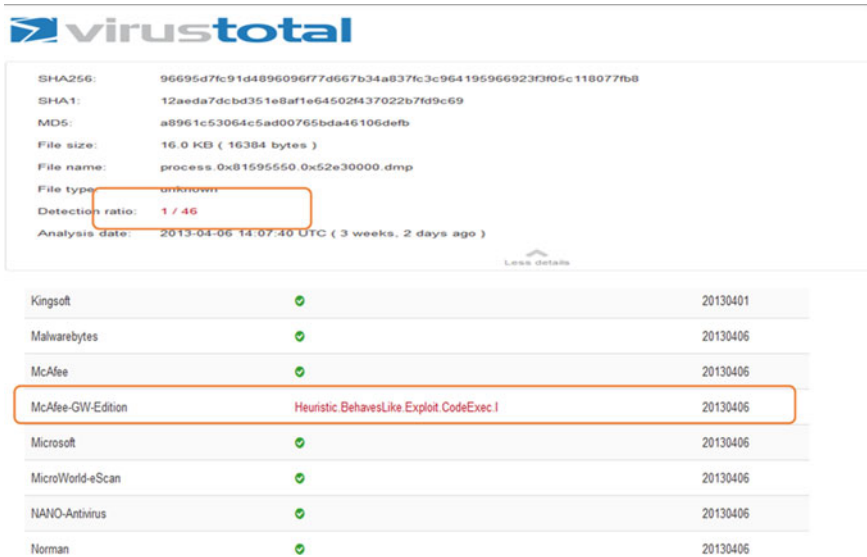 virustotal
SHA256: 96695d7fc91d4896096f77d667b34a837fc3c964195966923f3f05c118077fb8
SHA1: 12aeda7dcbd351e8af1e64502f437022b7fd9c69
MD5: a8961c53064c5ad00765bda46106defb
File size: 16.0 KB ( 16384 bytes )
File name: process.0x81595550.0x52e30000.dmp
File type: unknown
Detection ratio: 1 / 46
Analysis date: 2013-04-06 14:07:40 UTC ( 3 weeks, 2 days ago )
Less details
Kingsoft 20130401
Malwarebytes 20130406
McAfee 20130406
McAfee-GW-Edition Heuristic.BehavesLike.Exploit.CodeExec.I 20130406
Microsoft 20130406
MicroWorld-eScan 20130406
NANO-Antivirus 20130406
Norman 20130406